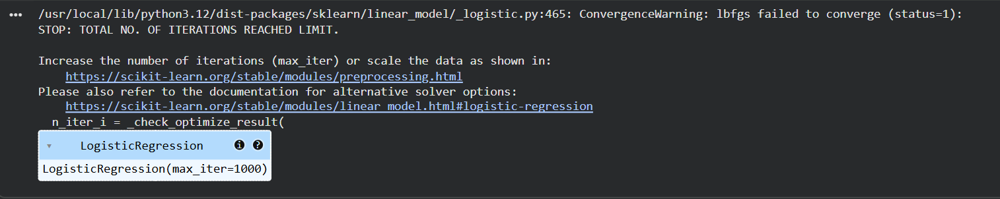 /usr/local/lib/python3.12/dist-packages/sklearn/linear_model/_logistic.py:465: ConvergenceWarning: lbfgs failed to converge (status=1):
STOP: TOTAL NO. OF ITERATIONS REACHED LIMIT.
Increase the number of iterations (max_iter) or scale the data as shown in:
https://scikit-learn.org/stable/modules/preprocessing.html
Please also refer to the documentation for alternative solver options:
https://scikit-learn.org/stable/modules/linear_model.html#logistic-regression
n_iter_i = _check_optimize_result(
LogisticRegression
LogisticRegression(max_iter=1000)